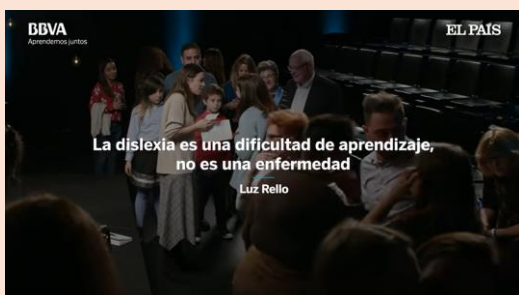 BBVA
Aprendemos juntos
EL PAÍS
La dislexia es una dificultad de aprendizaje,
no es una enfermedad
Luz Rello